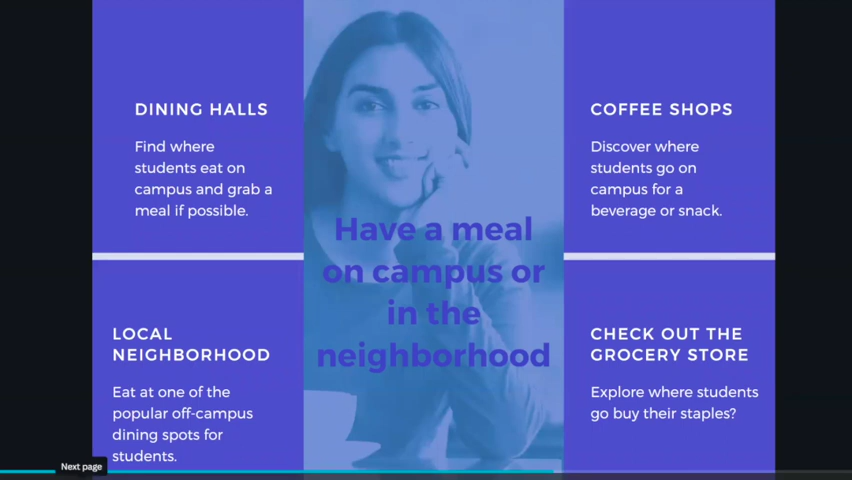 DINING HALLS
Find where
students eat on
campus and grab a
meal if possible.
LOCAL
NEIGHBORHOOD
Eat at one of the
popular off-campus
dining spots for
students.
Have a meal
on campus or
in the
neighborhood
COFFEE SHOPS
Discover where
students go on
campus for a
beverage or snack.
CHECK OUT THE
GROCERY STORE
Explore where students
go buy their staples?
Next page